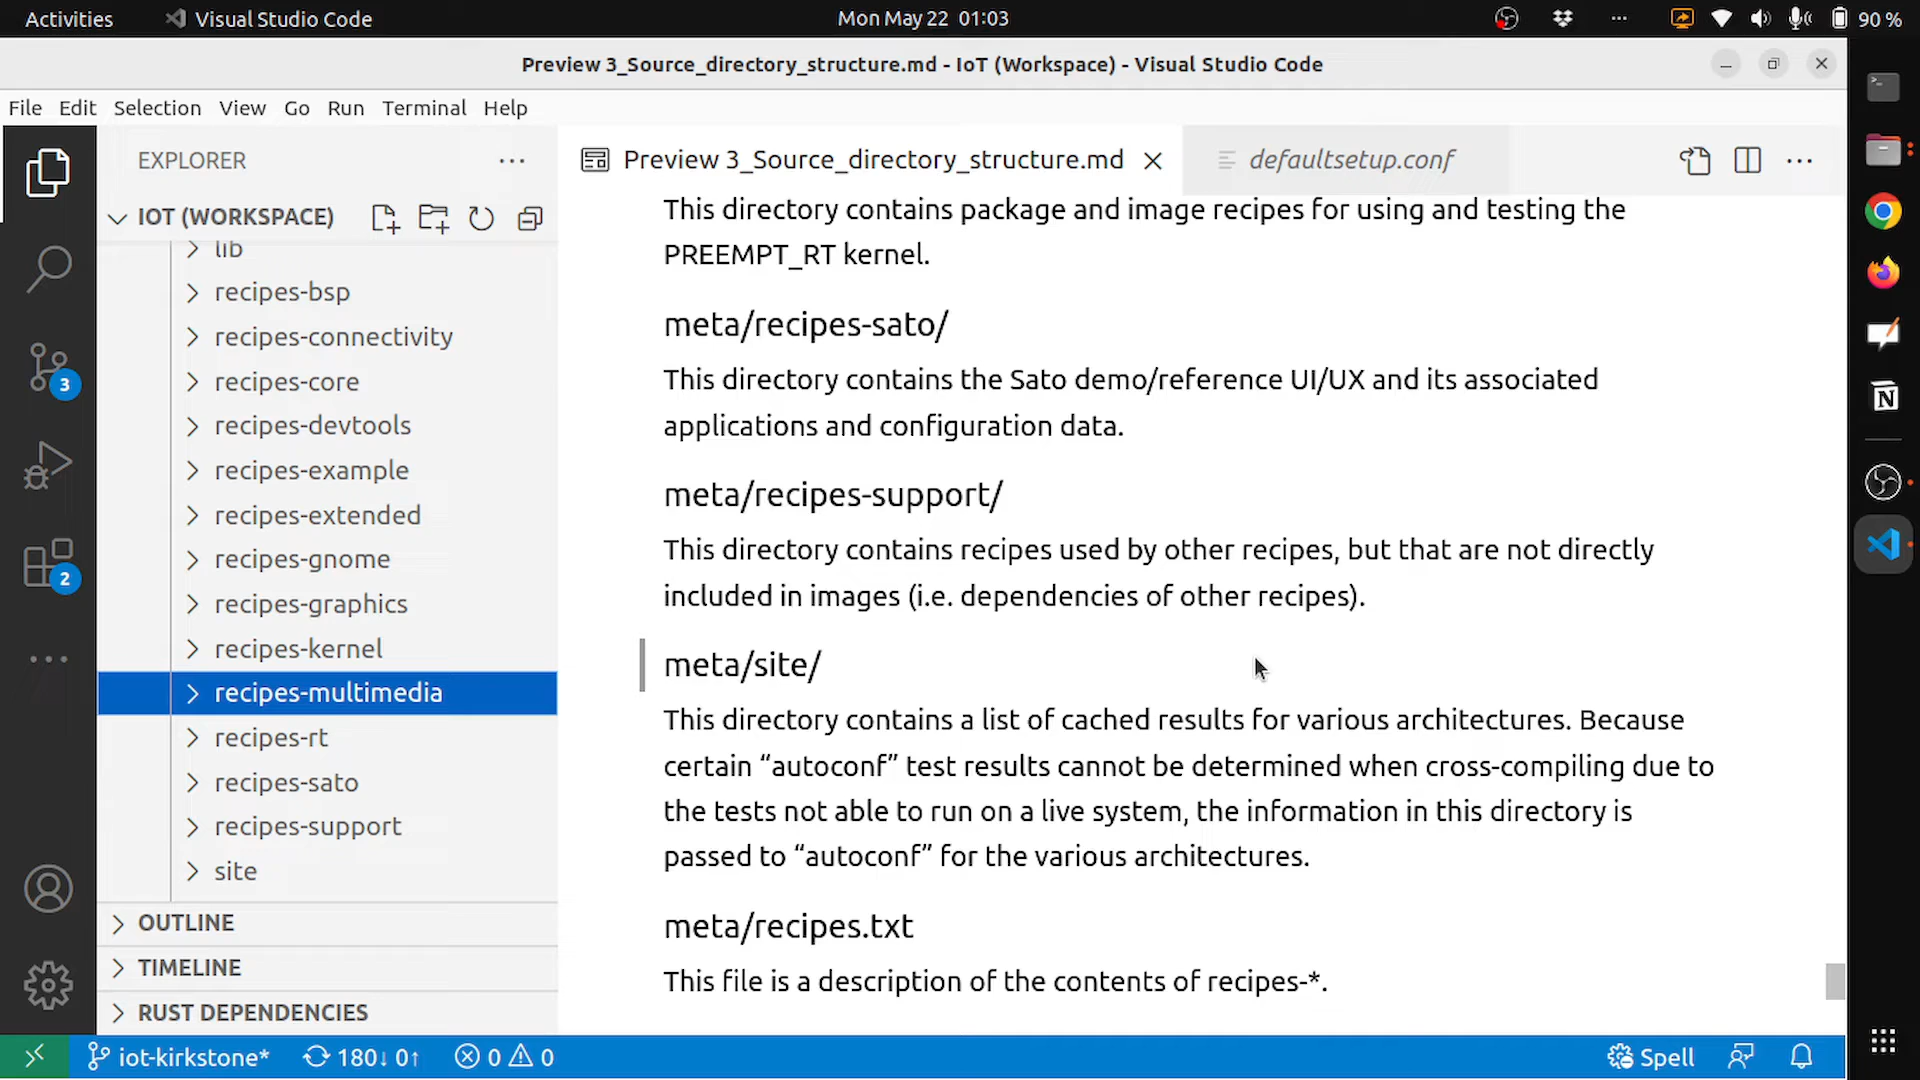 Activities Visual Studio Code Mon May 22 01:03 90 %
Preview 3_Source_directory_structure.md - IoT (Workspace) - Visual Studio Code
File Edit Selection View Go Run Terminal Help
EXPLORER
IOT (WORKSPACE)
lib
recipes-bsp
recipes-connectivity
recipes-core
recipes-devtools
recipes-example
recipes-extended
recipes-gnome
recipes-graphics
recipes-kernel
recipes-multimedia
recipes-rt
recipes-sato
recipes-support
site
OUTLINE
TIMELINE
RUST DEPENDENCIES
3
2
Preview 3_Source_directory_structure.md defaultsetup.conf
This directory contains package and image recipes for using and testing the
PREEMPT_RT kernel.
meta/recipes-sato/
This directory contains the Sato demo/reference UI/UX and its associated
applications and configuration data.
meta/recipes-support/
This directory contains recipes used by other recipes, but that are not directly
included in images (i.e. dependencies of other recipes).
meta/site/
This directory contains a list of cached results for various architectures. Because
certain “autoconf” test results cannot be determined when cross-compiling due to
the tests not able to run on a live system, the information in this directory is
passed to “autoconf” for the various architectures.
meta/recipes.txt
This file is a description of the contents of recipes-*.
iot-kirkstone* 180↓ 0↑ 0 0 Spell